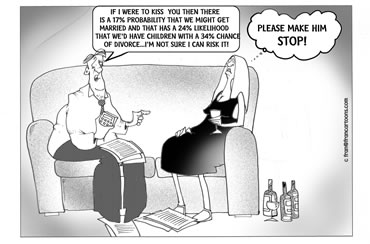 IF I WERE TO KISS YOU THEN THERE
IS A 17% PROBABILITY THAT WE MIGHT GET
MARRIED AND THAT HAS A 24% LIKELIHOOD
THAT WE'D HAVE CHILDREN WITH A 34% CHANCE
OF DIVORCE...I'M NOT SURE I CAN RISK IT!
PLEASE MAKE HIM
STOP!
c fran@francartoons.com